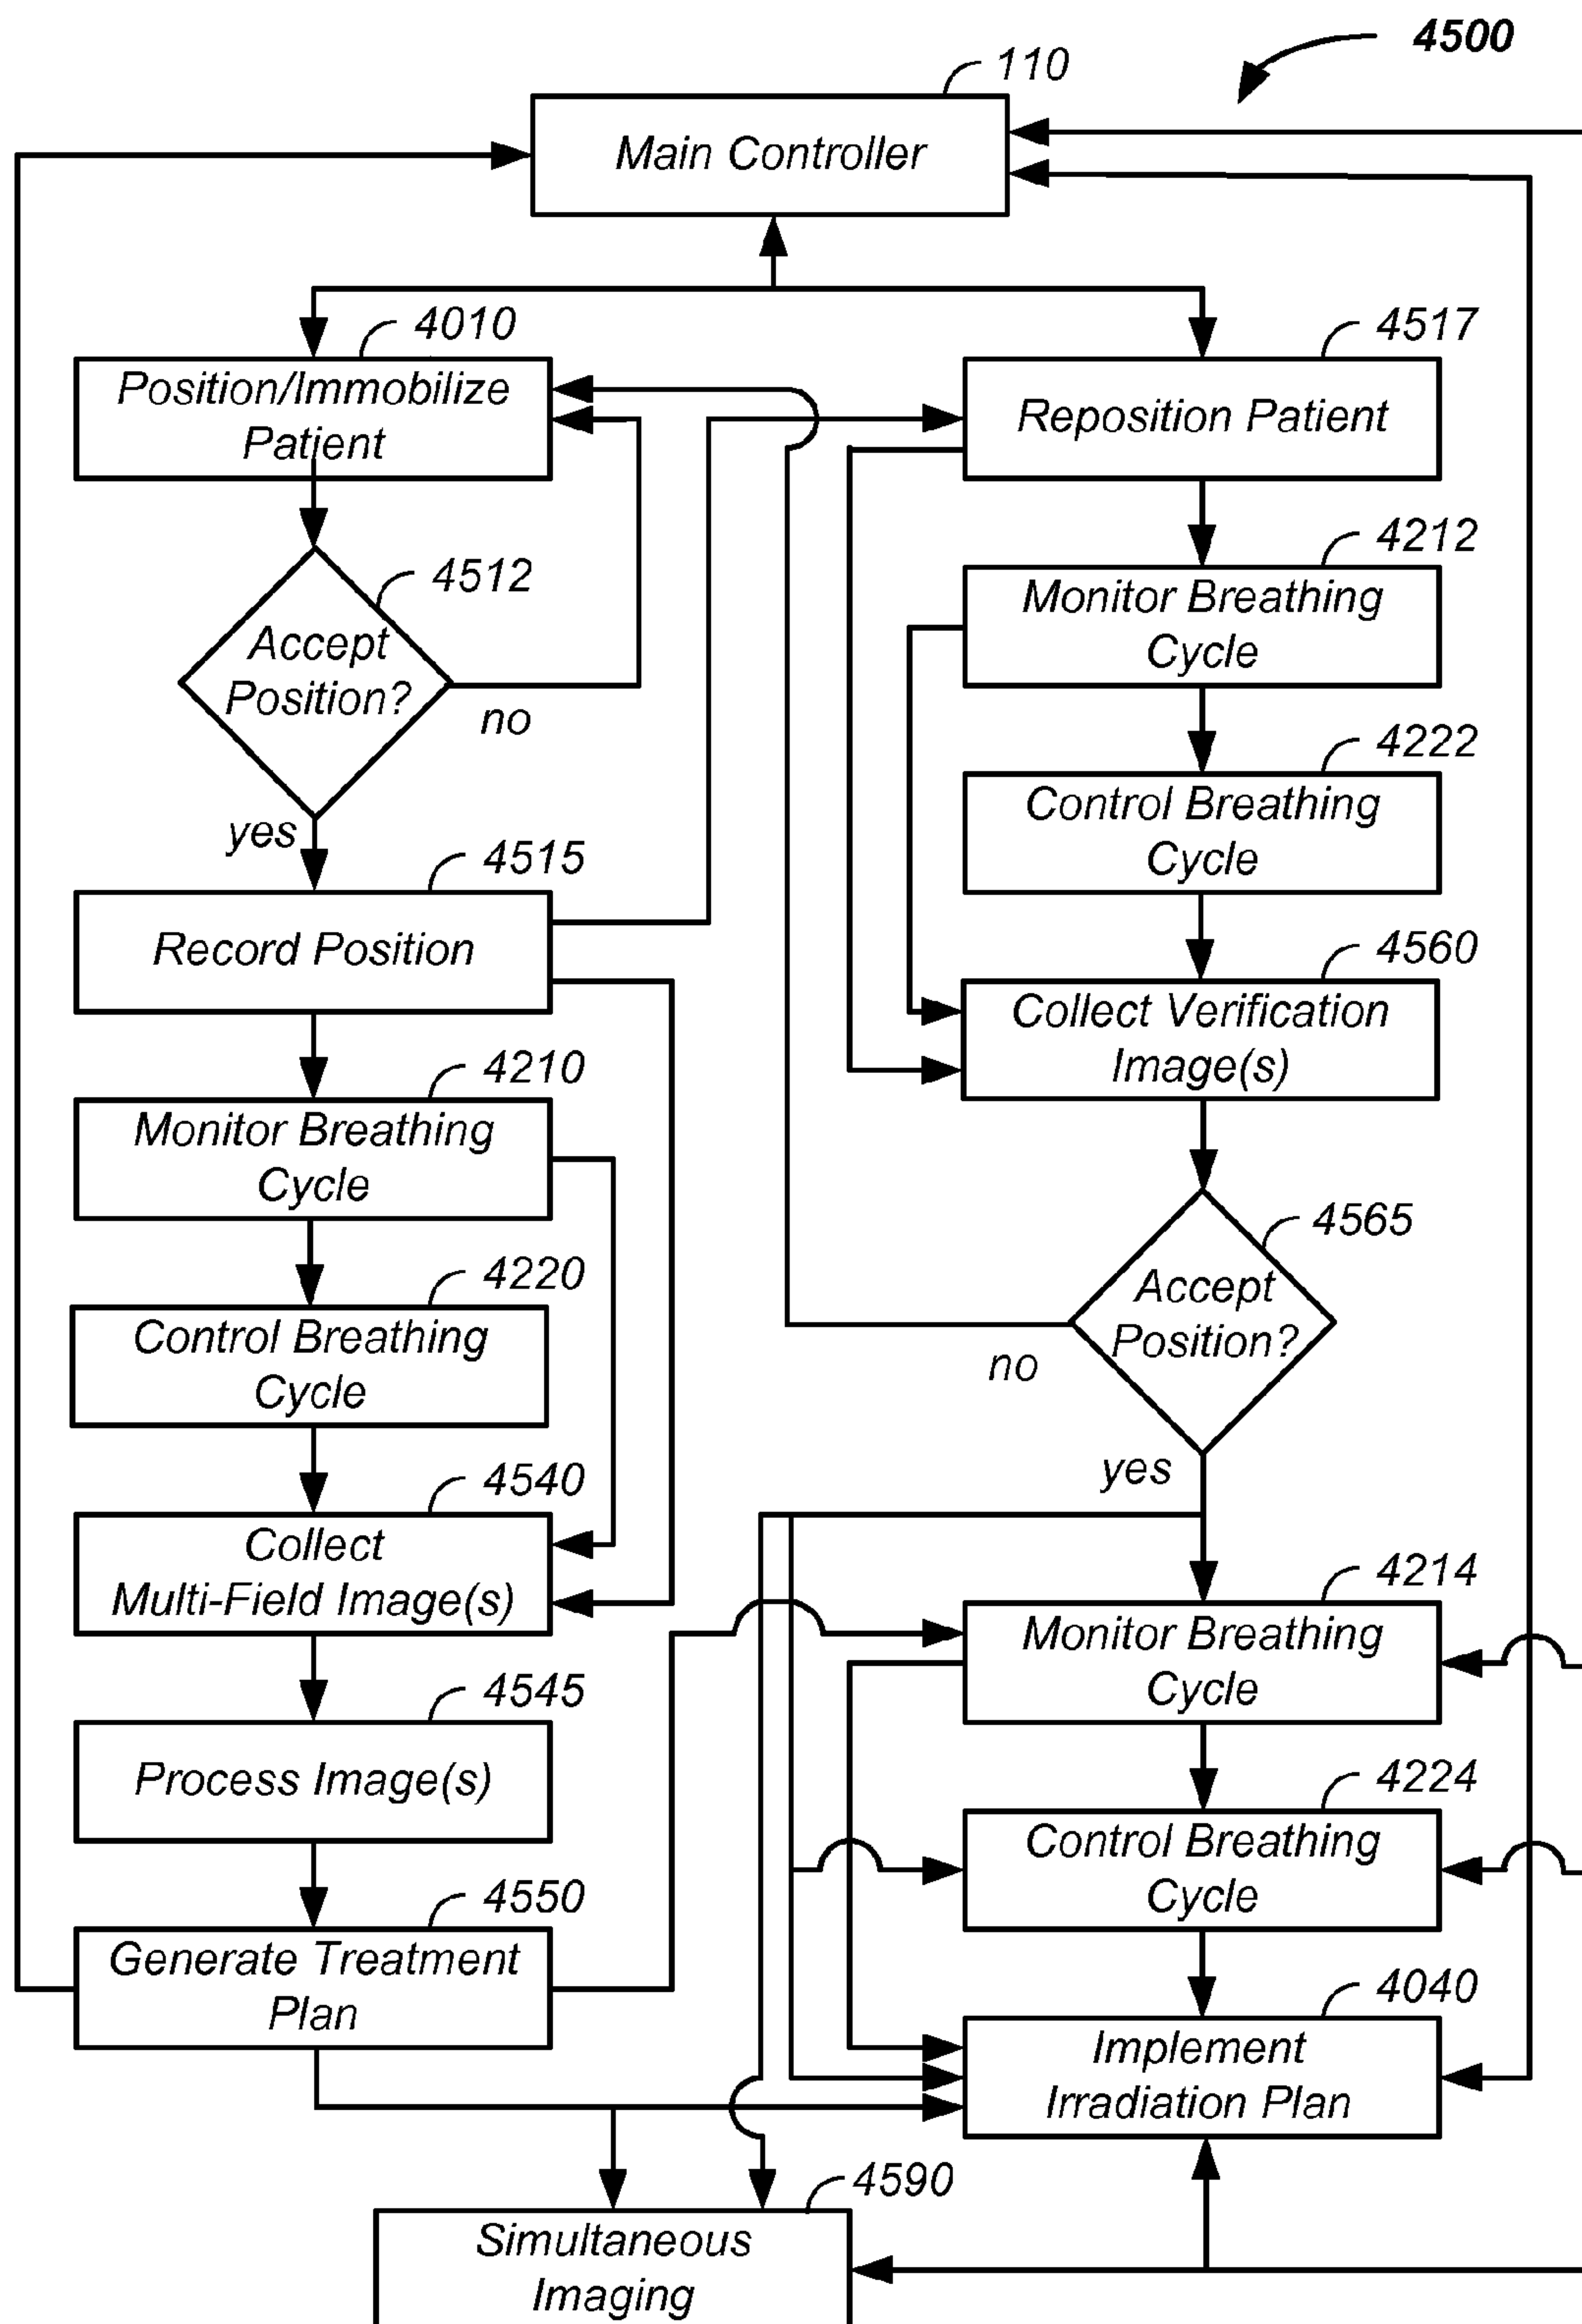 4500
110
Main Controller
4010
Position/Immobilize
Patient
4512
Accept
Position?
no
yes
4515
Record Position
4210
Monitor Breathing
Cycle
4220
Control Breathing
Cycle
4540
Collect
Multi-Field Image(s)
4545
Process Image(s)
4550
Generate Treatment
Plan
4517
Reposition Patient
4212
Monitor Breathing
Cycle
4222
Control Breathing
Cycle
4560
Collect Verification
Image(s)
4565
Accept
Position?
no
yes
4214
Monitor Breathing
Cycle
4224
Control Breathing
Cycle
4040
Implement
Irradiation Plan
4590
Simultaneous
Imaging